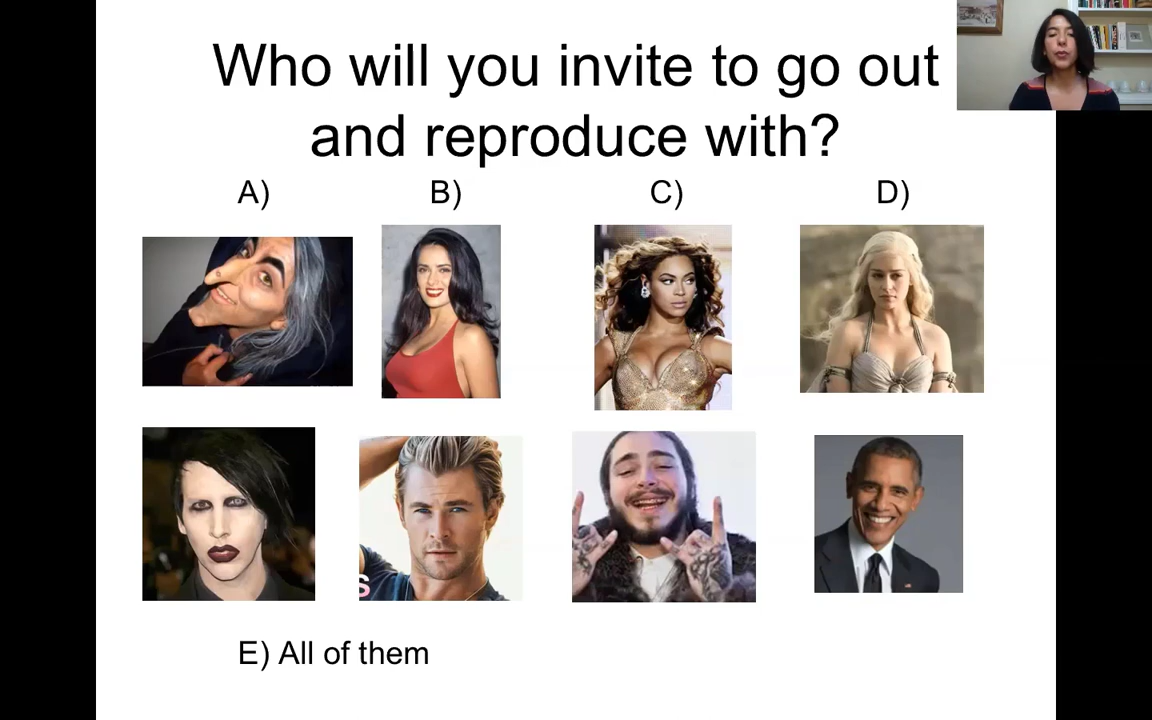 Who will you invite to go out
and reproduce with?
A) B) C) D)
S
E) All of them